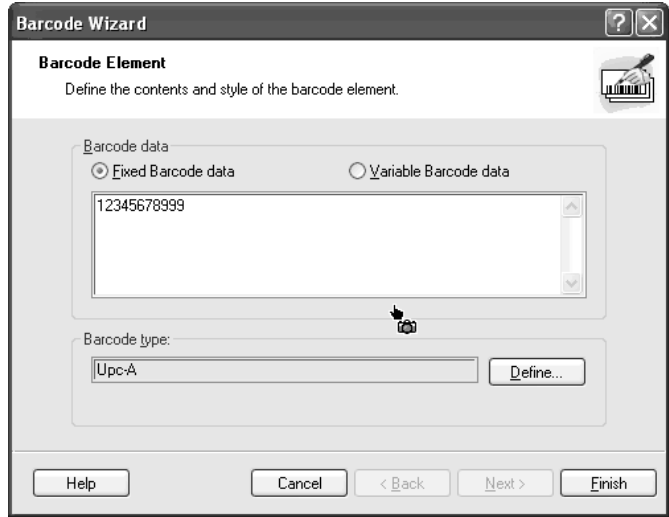 Barcode Wizard
Barcode Element
Define the contents and style of the barcode element.
Barcode data
Fixed Barcode data Variable Barcode data
12345678999
Barcode type:
Upc-A Define...
Help Cancel < Back Next > Finish